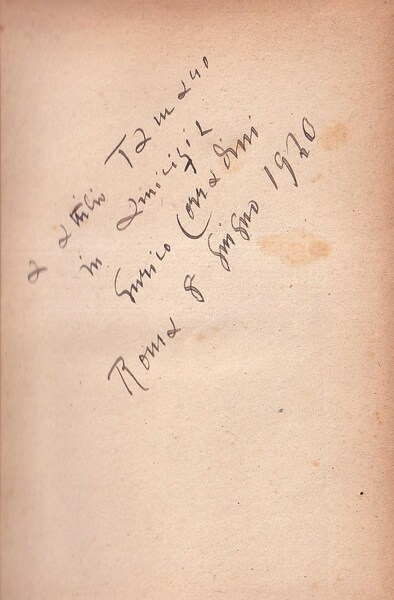 a Attilio Tamaro
in amicizia
Enrico Corradini
Roma 8 giugno 1920